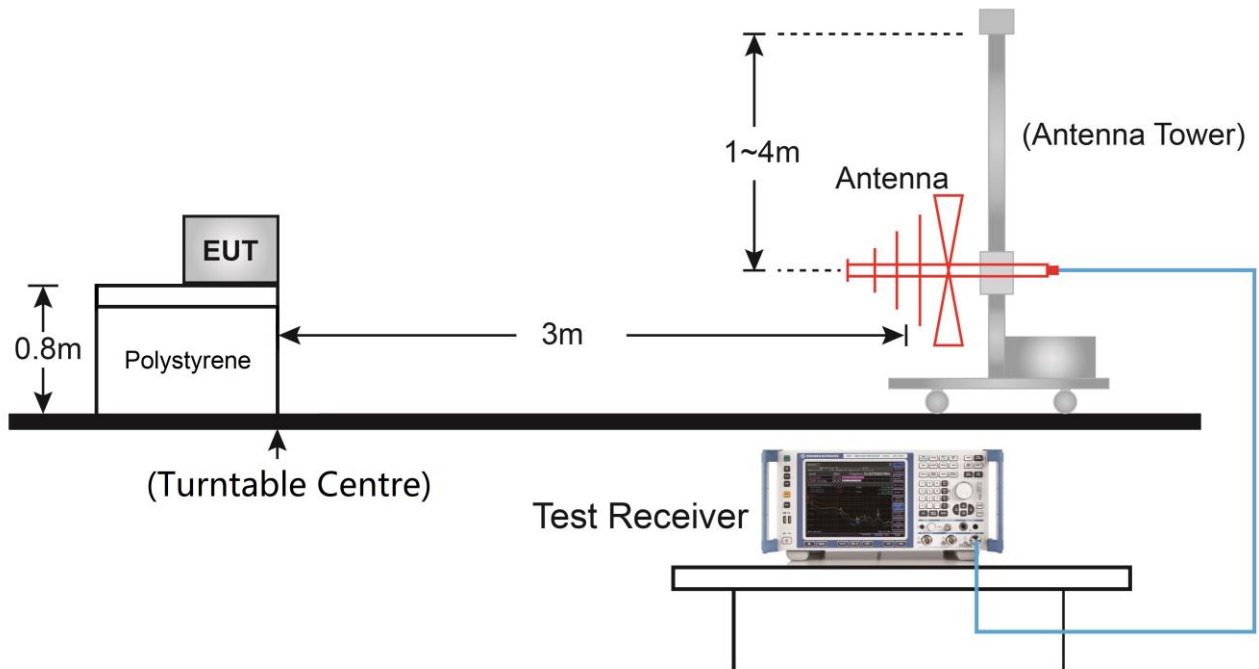 1~4m
(Antenna Tower)
Antenna
EUT
0.8m
Polystyrene
3m
(Turntable Centre)
Test Receiver